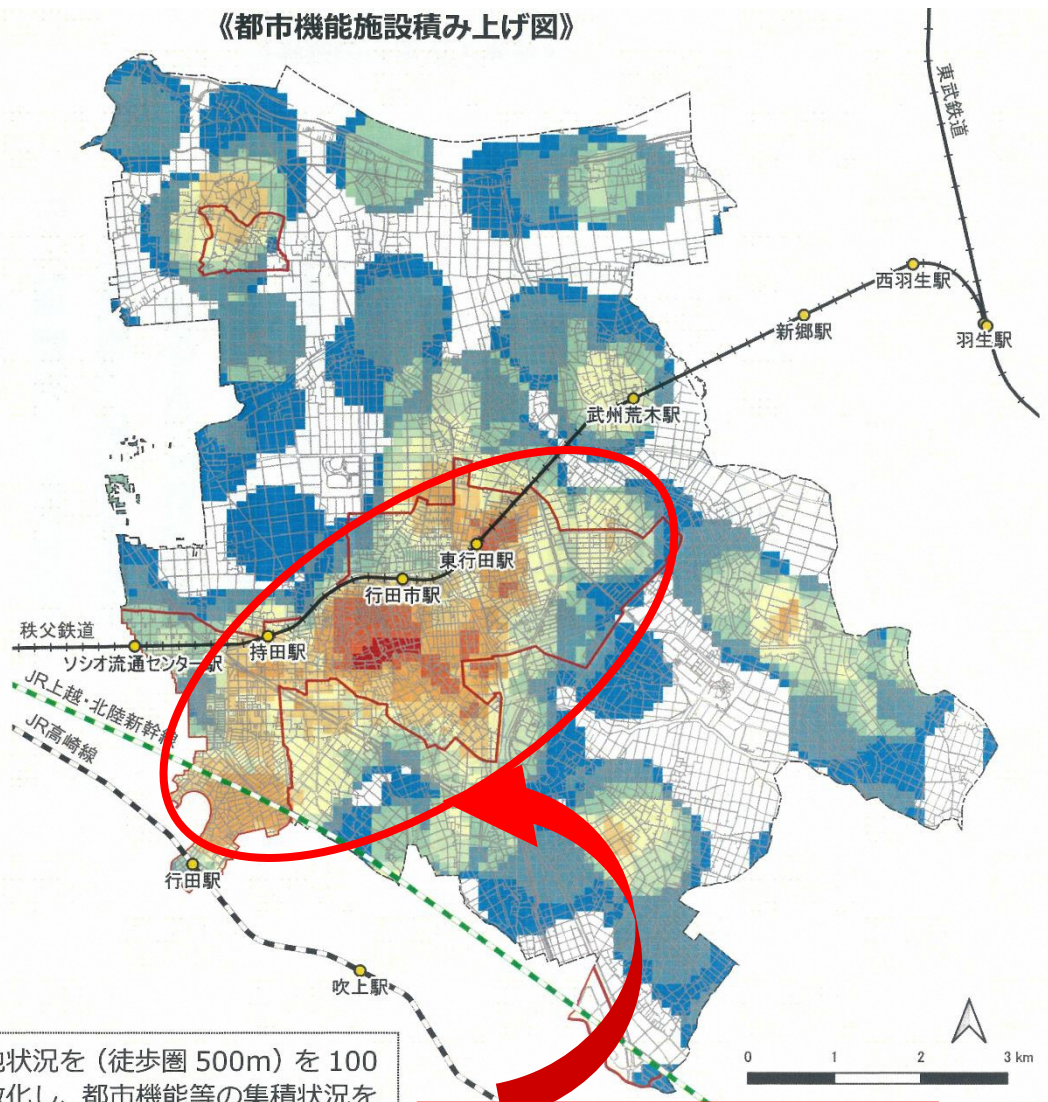 《都市機能施設積み上げ図》
東武鉄道
西羽生駅
新郷駅
羽生駅
武州荒木駅
東行田駅
行田市駅
秩父鉄道
持田駅
ソシオ流通センター駅
JR上越・北陸新幹線
JR高崎線
行田駅
吹上駅
地状況を（徒歩圏 500m）を 100
数化し、都市機能等の集積状況を
0 1 2 3 km